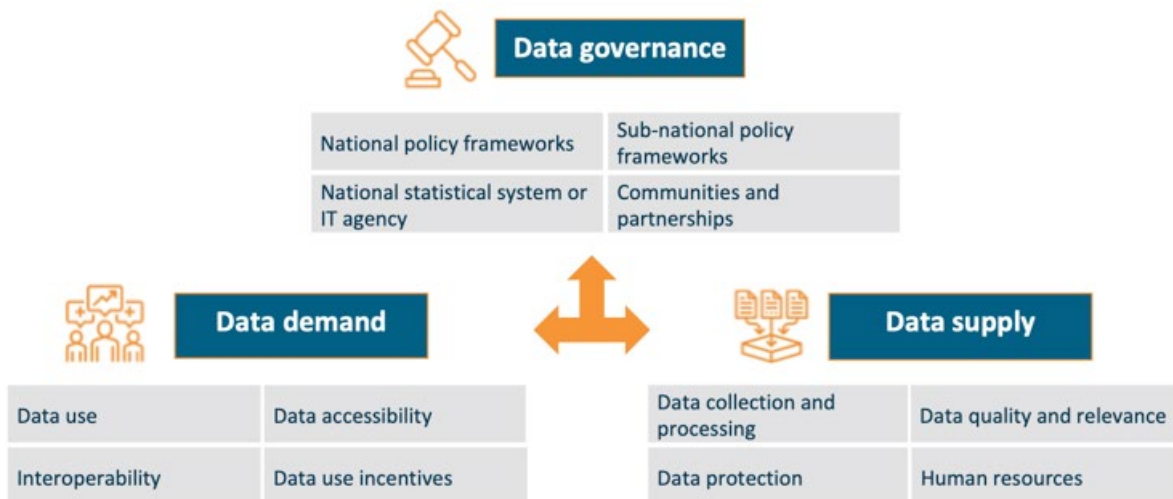 Data governance
National policy frameworks
Sub-national policy
frameworks
National statistical system or
IT agency
Communities and
partnerships
Data demand
Data use
Data accessibility
Interoperability
Data use incentives
Data supply
Data collection and
processing
Data quality and relevance
Data protection
Human resources